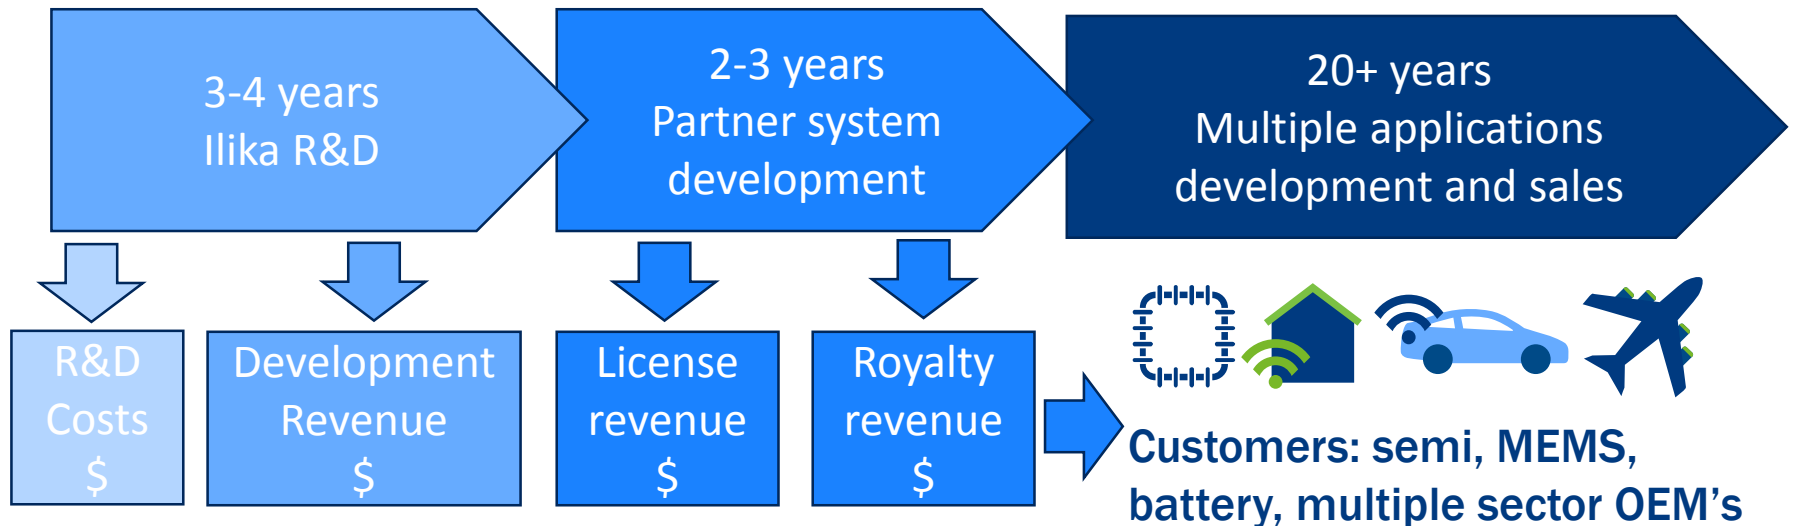 3-4 years
Ilika R&D
2-3 years
Partner system
development
20+ years
Multiple applications
development and sales
R&D
Costs
$
Development
Revenue
$
License
revenue
$
Royalty
revenue
$
Customers: semi, MEMS,
battery, multiple sector OEM's